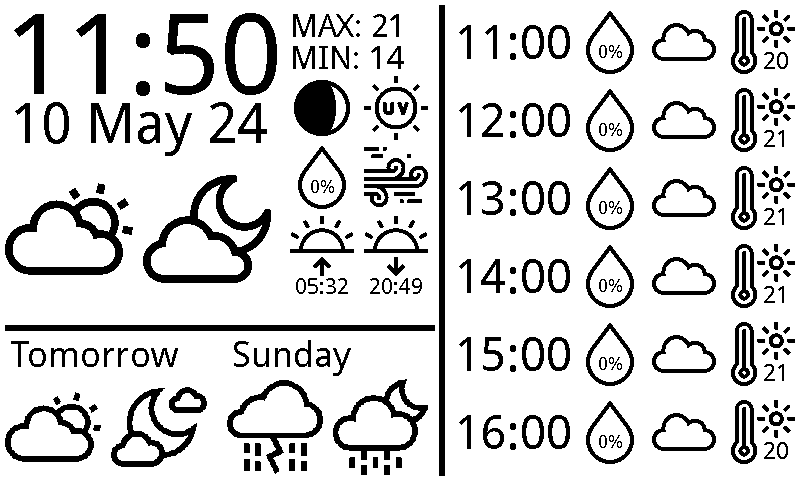 11:50
10 May 24
MAX: 21
MIN: 14
UV
0%
05:32 20:49
Tomorrow Sunday
11:00 0% 20
12:00 0% 21
13:00 0% 21
14:00 0% 21
15:00 0% 21
16:00 0% 20